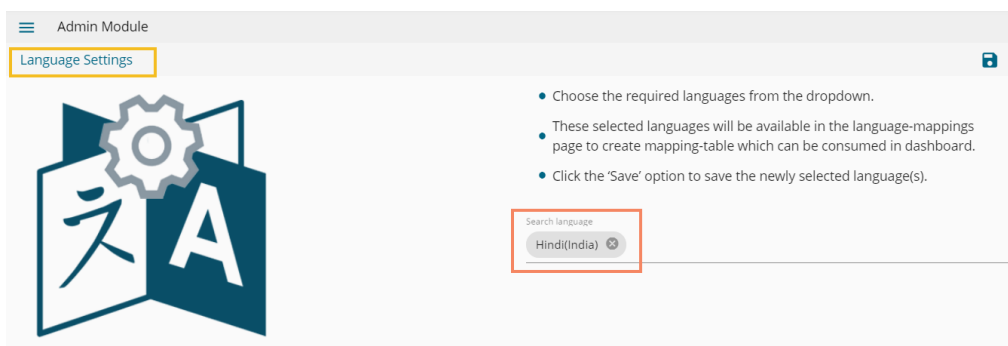 Admin Module
Language Settings
Choose the required languages from the dropdown.
These selected languages will be available in the language-mappings
page to create mapping-table which can be consumed in dashboard.
Click the ‘Save’ option to save the newly selected language(s).
Search language
Hindi(India)
A